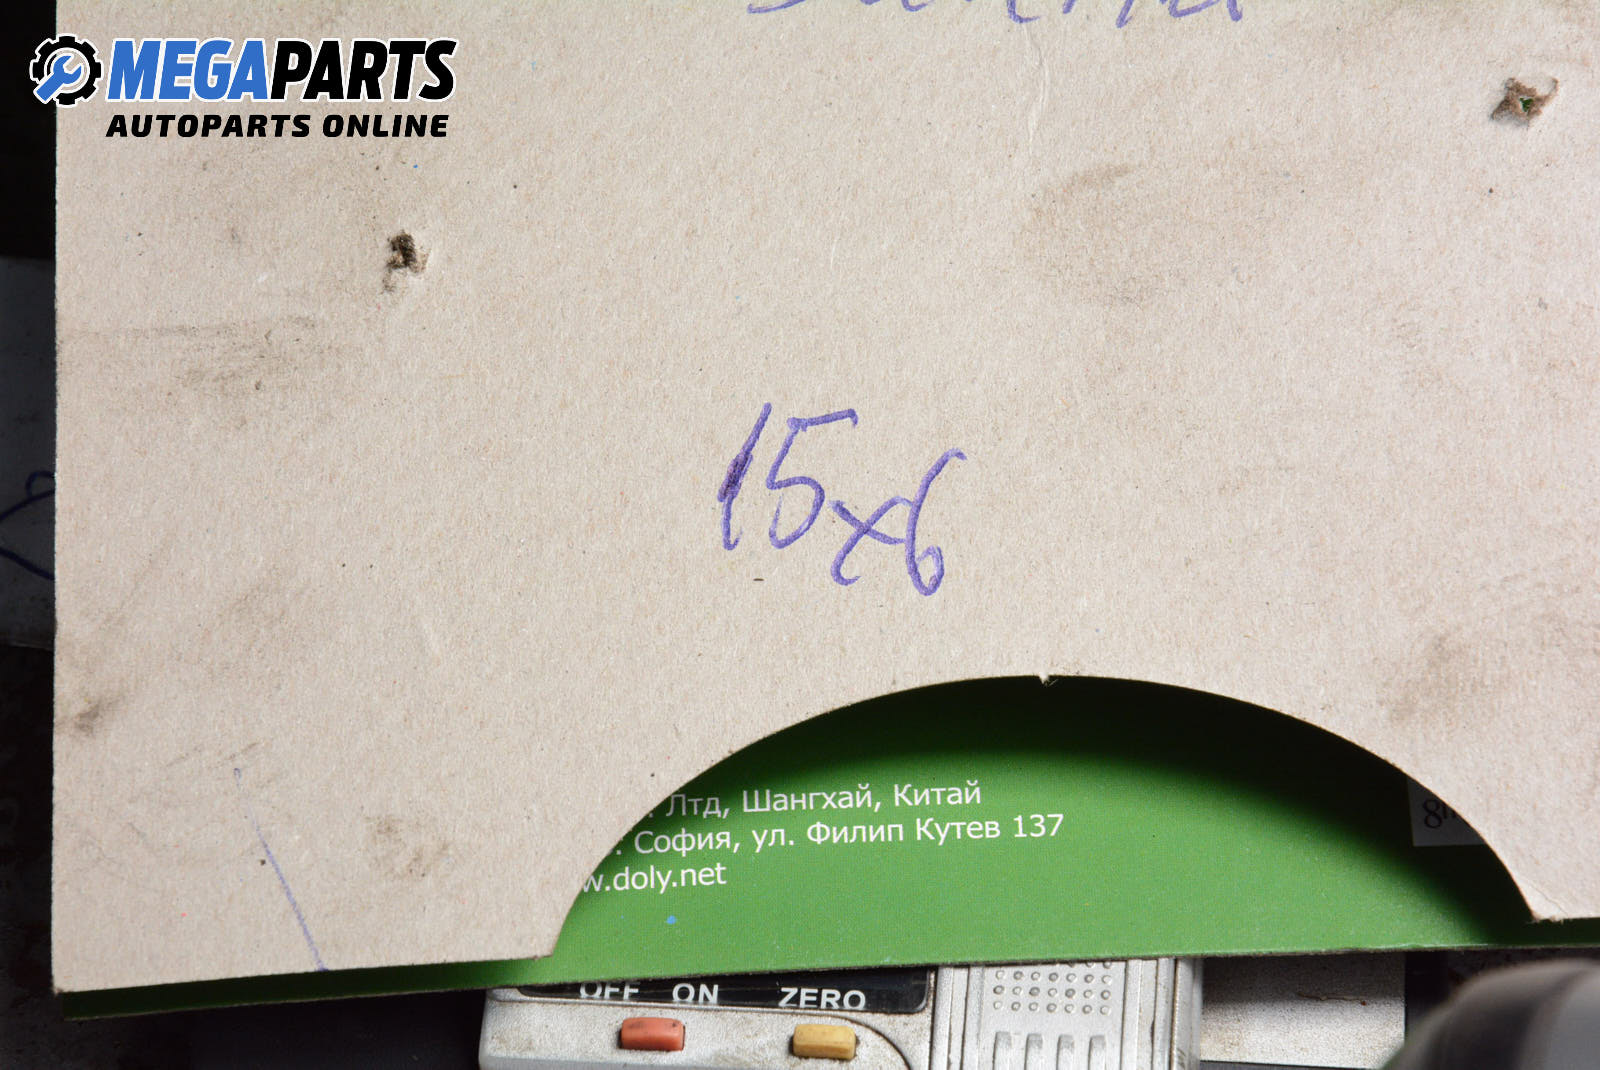 MEGAPARTS
AUTOPARTS ONLINE
15x6
Лтд, Шангхай, Китай
София, ул. Филип Кутев 137
w.doly.net
OFF ON ZERO